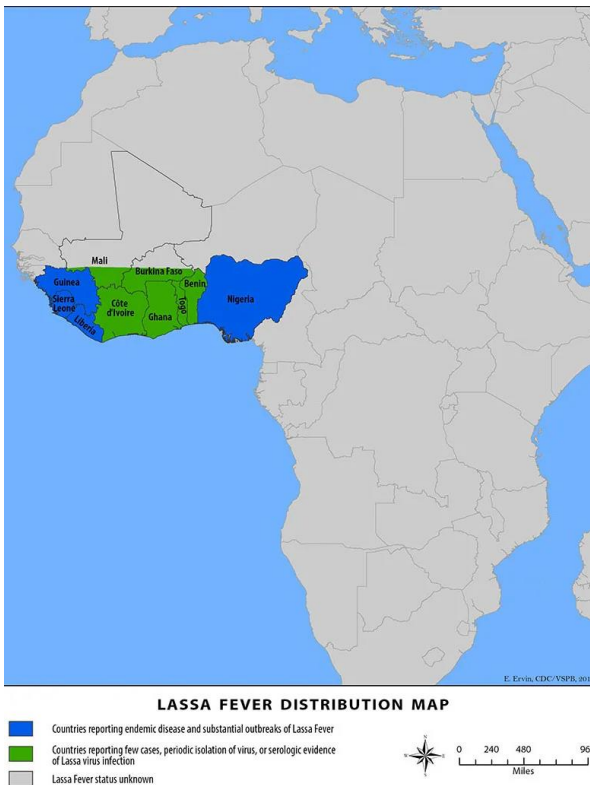 Mali
Burkina Faso
Guinea
Benin
Sierra
Leone
Côte
d'Ivoire
Togo
Nigeria
Ghana
Liberia
E. Ervin, CDC/VSPB, 201
LASSA FEVER DISTRIBUTION MAP
Countries reporting endemic disease and substantial outbreaks of Lassa Fever
Countries reporting few cases, periodic isolation of virus, or serologic evidence
of Lassa virus infection
Lassa Fever status unknown
N
0 240 480 96
Miles